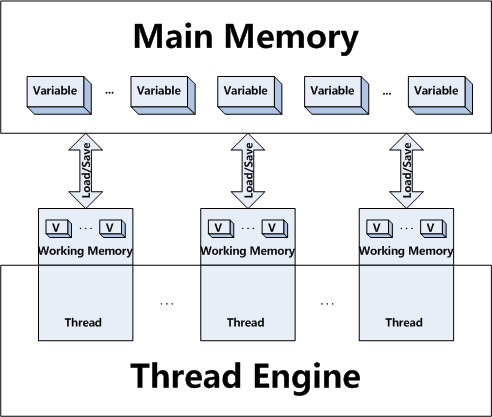 Main Memory
Variable ... Variable Variable Variable ... Variable
Load/Save Load/Save Load/Save
V ... V V ... V V ... V
Working Memory Working Memory Working Memory
... ...
Thread Thread Thread
Thread Engine